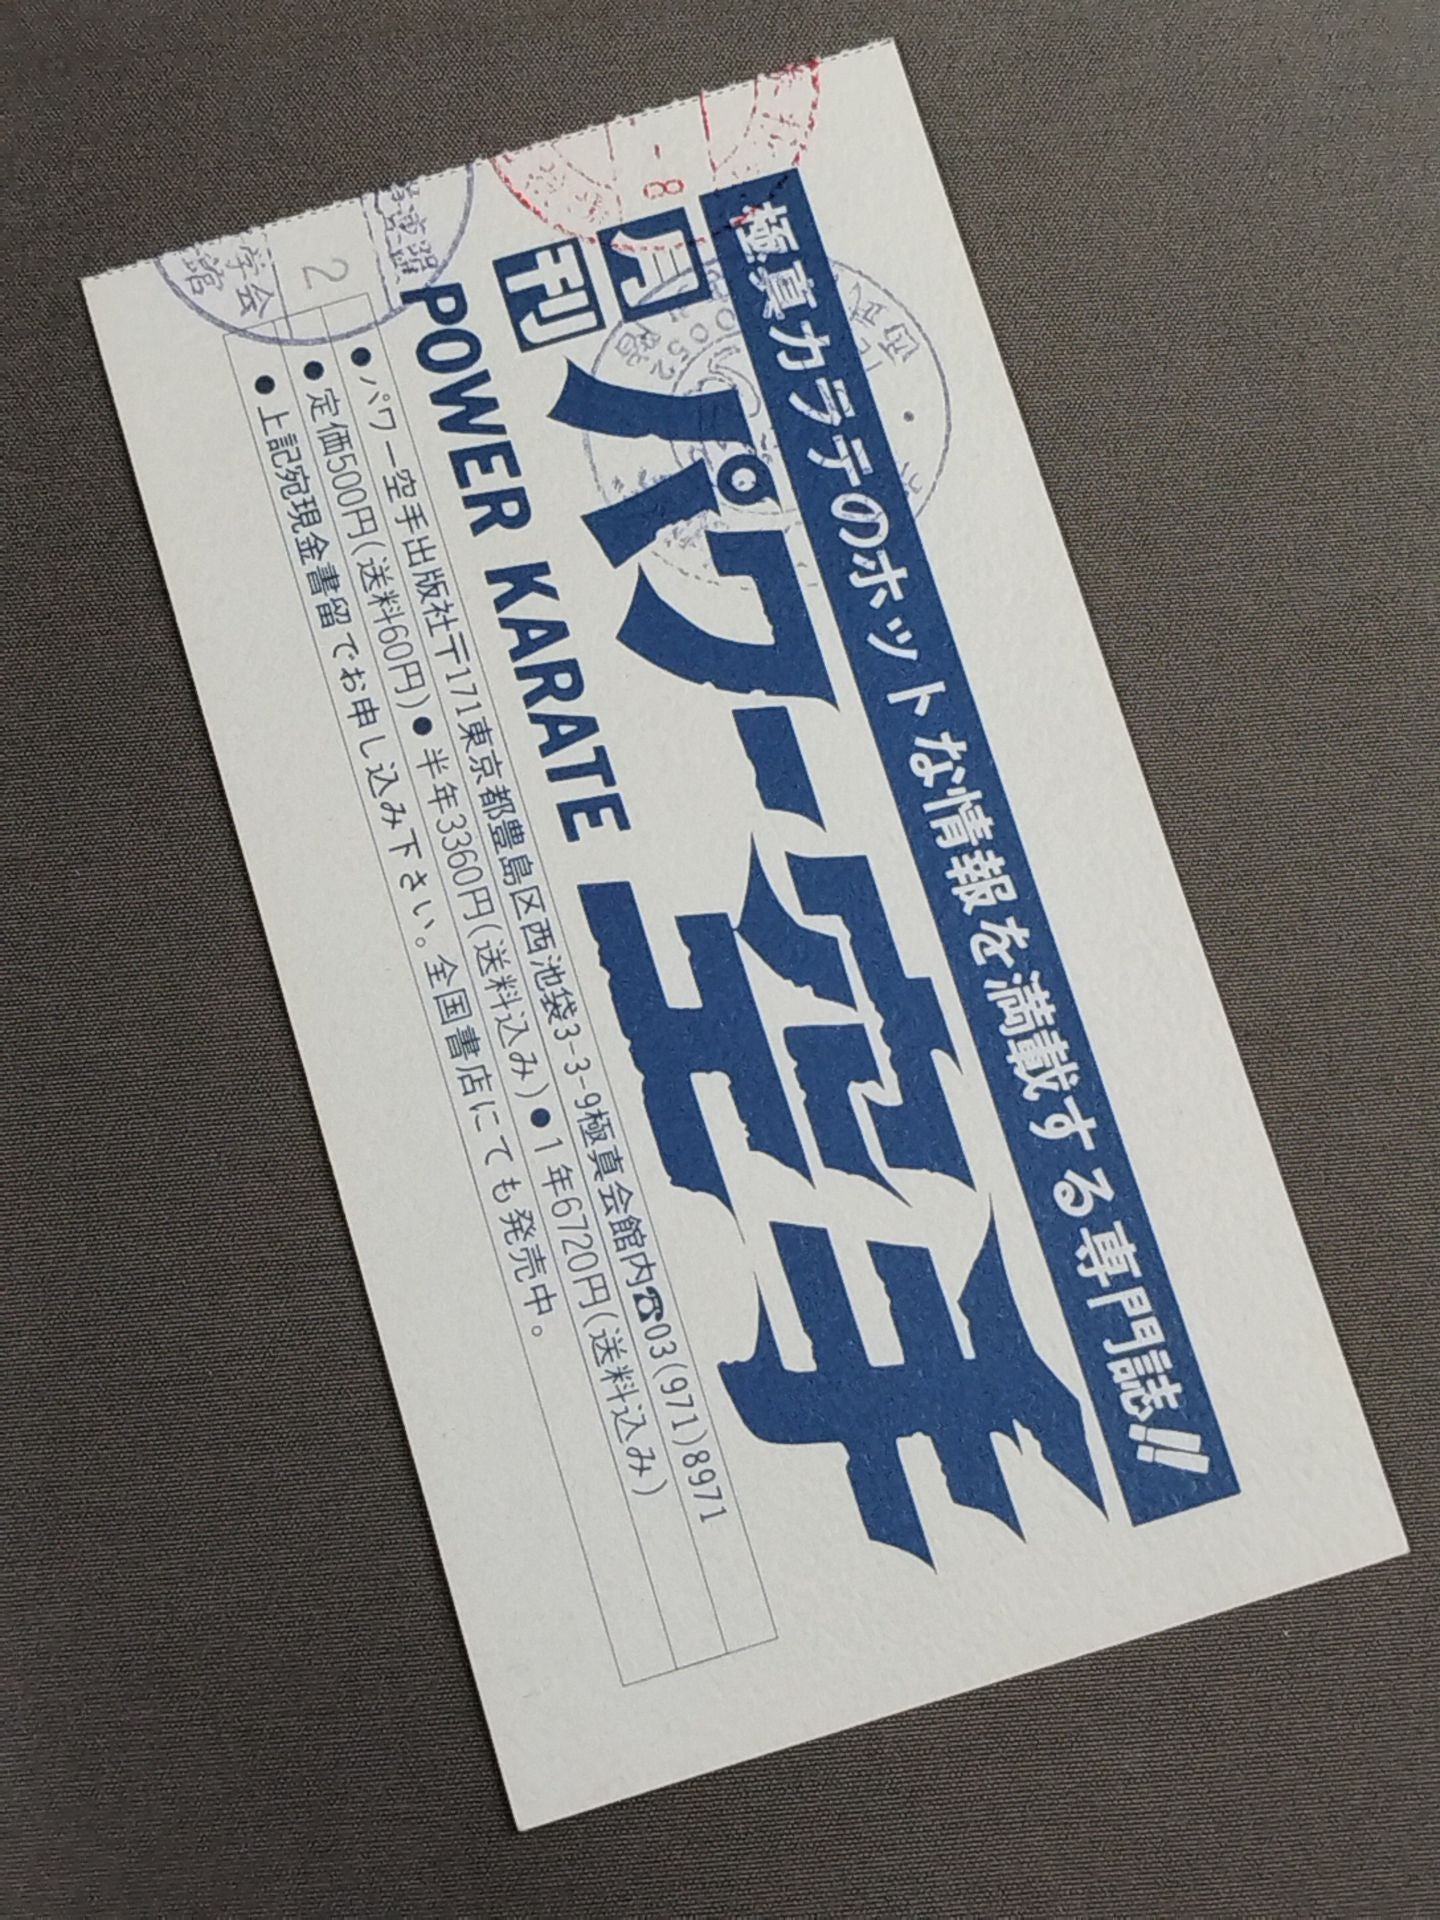 極真カラテのホットな情報を満載する専門誌!!
月刊
パワー空手
POWER KARATE
●パワー空手出版社〒171東京都豊島区西池袋3-3-9極真会館内☎03(971)8971
●定価500円(送料60円)●半年3360円(送料込み)●1年6720円(送料込み)
●上記宛現金書留でお申し込み下さい。全国書店にても発売中。
-8
2
学会
館